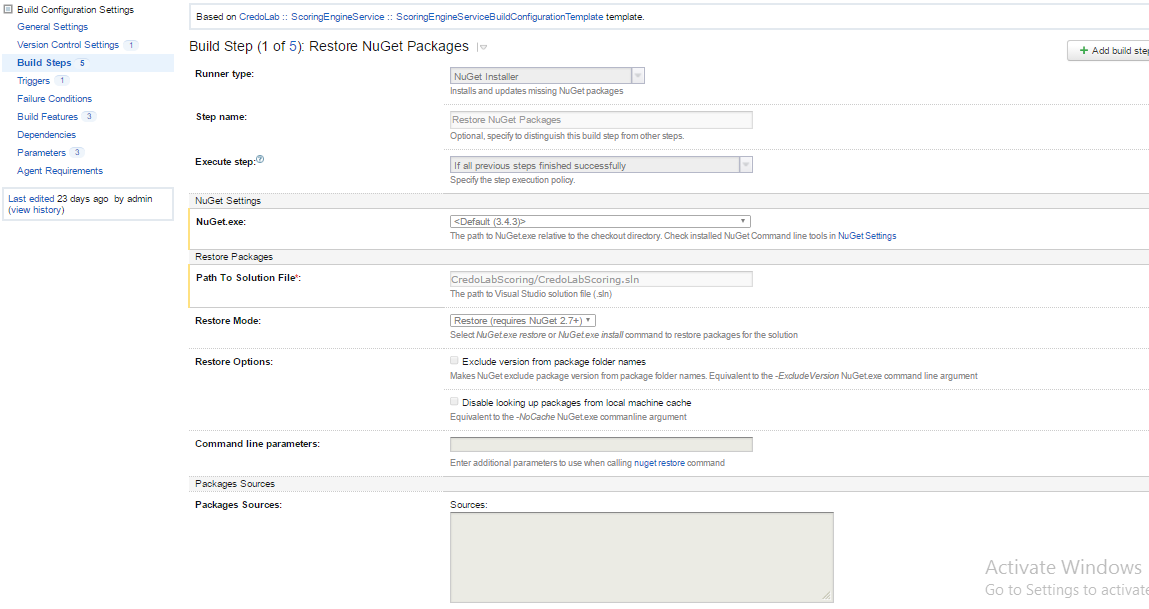 Build Configuration Settings
General Settings
Version Control Settings 1
Build Steps 5
Triggers 1
Failure Conditions
Build Features 3
Dependencies
Parameters 3
Agent Requirements
Last edited 23 days ago by admin
(view history)
Based on CredoLab :: ScoringEngineService :: ScoringEngineServiceBuildConfigurationTemplate template.
Build Step (1 of 5): Restore NuGet Packages
+ Add build step
Runner type: NuGet Installer
Installs and updates missing NuGet packages
Step name: Restore NuGet Packages
Optional, specify to distinguish this build step from other steps.
Execute step: If all previous steps finished successfully
Specify the step execution policy.
NuGet Settings
NuGet.exe: <Default (3.4.3)>
The path to NuGet.exe relative to the checkout directory. Check installed NuGet Command line tools in NuGet Settings
Restore Packages
Path To Solution File*: CredoLabScoring/CredoLabScoring.sln
The path to Visual Studio solution file (.sln)
Restore Mode: Restore (requires NuGet 2.7+)
Select NuGet.exe restore or NuGet.exe install command to restore packages for the solution
Restore Options: Exclude version from package folder names
Makes NuGet exclude package version from package folder names. Equivalent to the -ExcludeVersion NuGet.exe command line argument
Disable looking up packages from local machine cache
Equivalent to the -NoCache NuGet.exe commanline argument
Command line parameters:
Enter additional parameters to use when calling nuget restore command
Packages Sources
Packages Sources: Sources:
Activate Windows
Go to Settings to activate